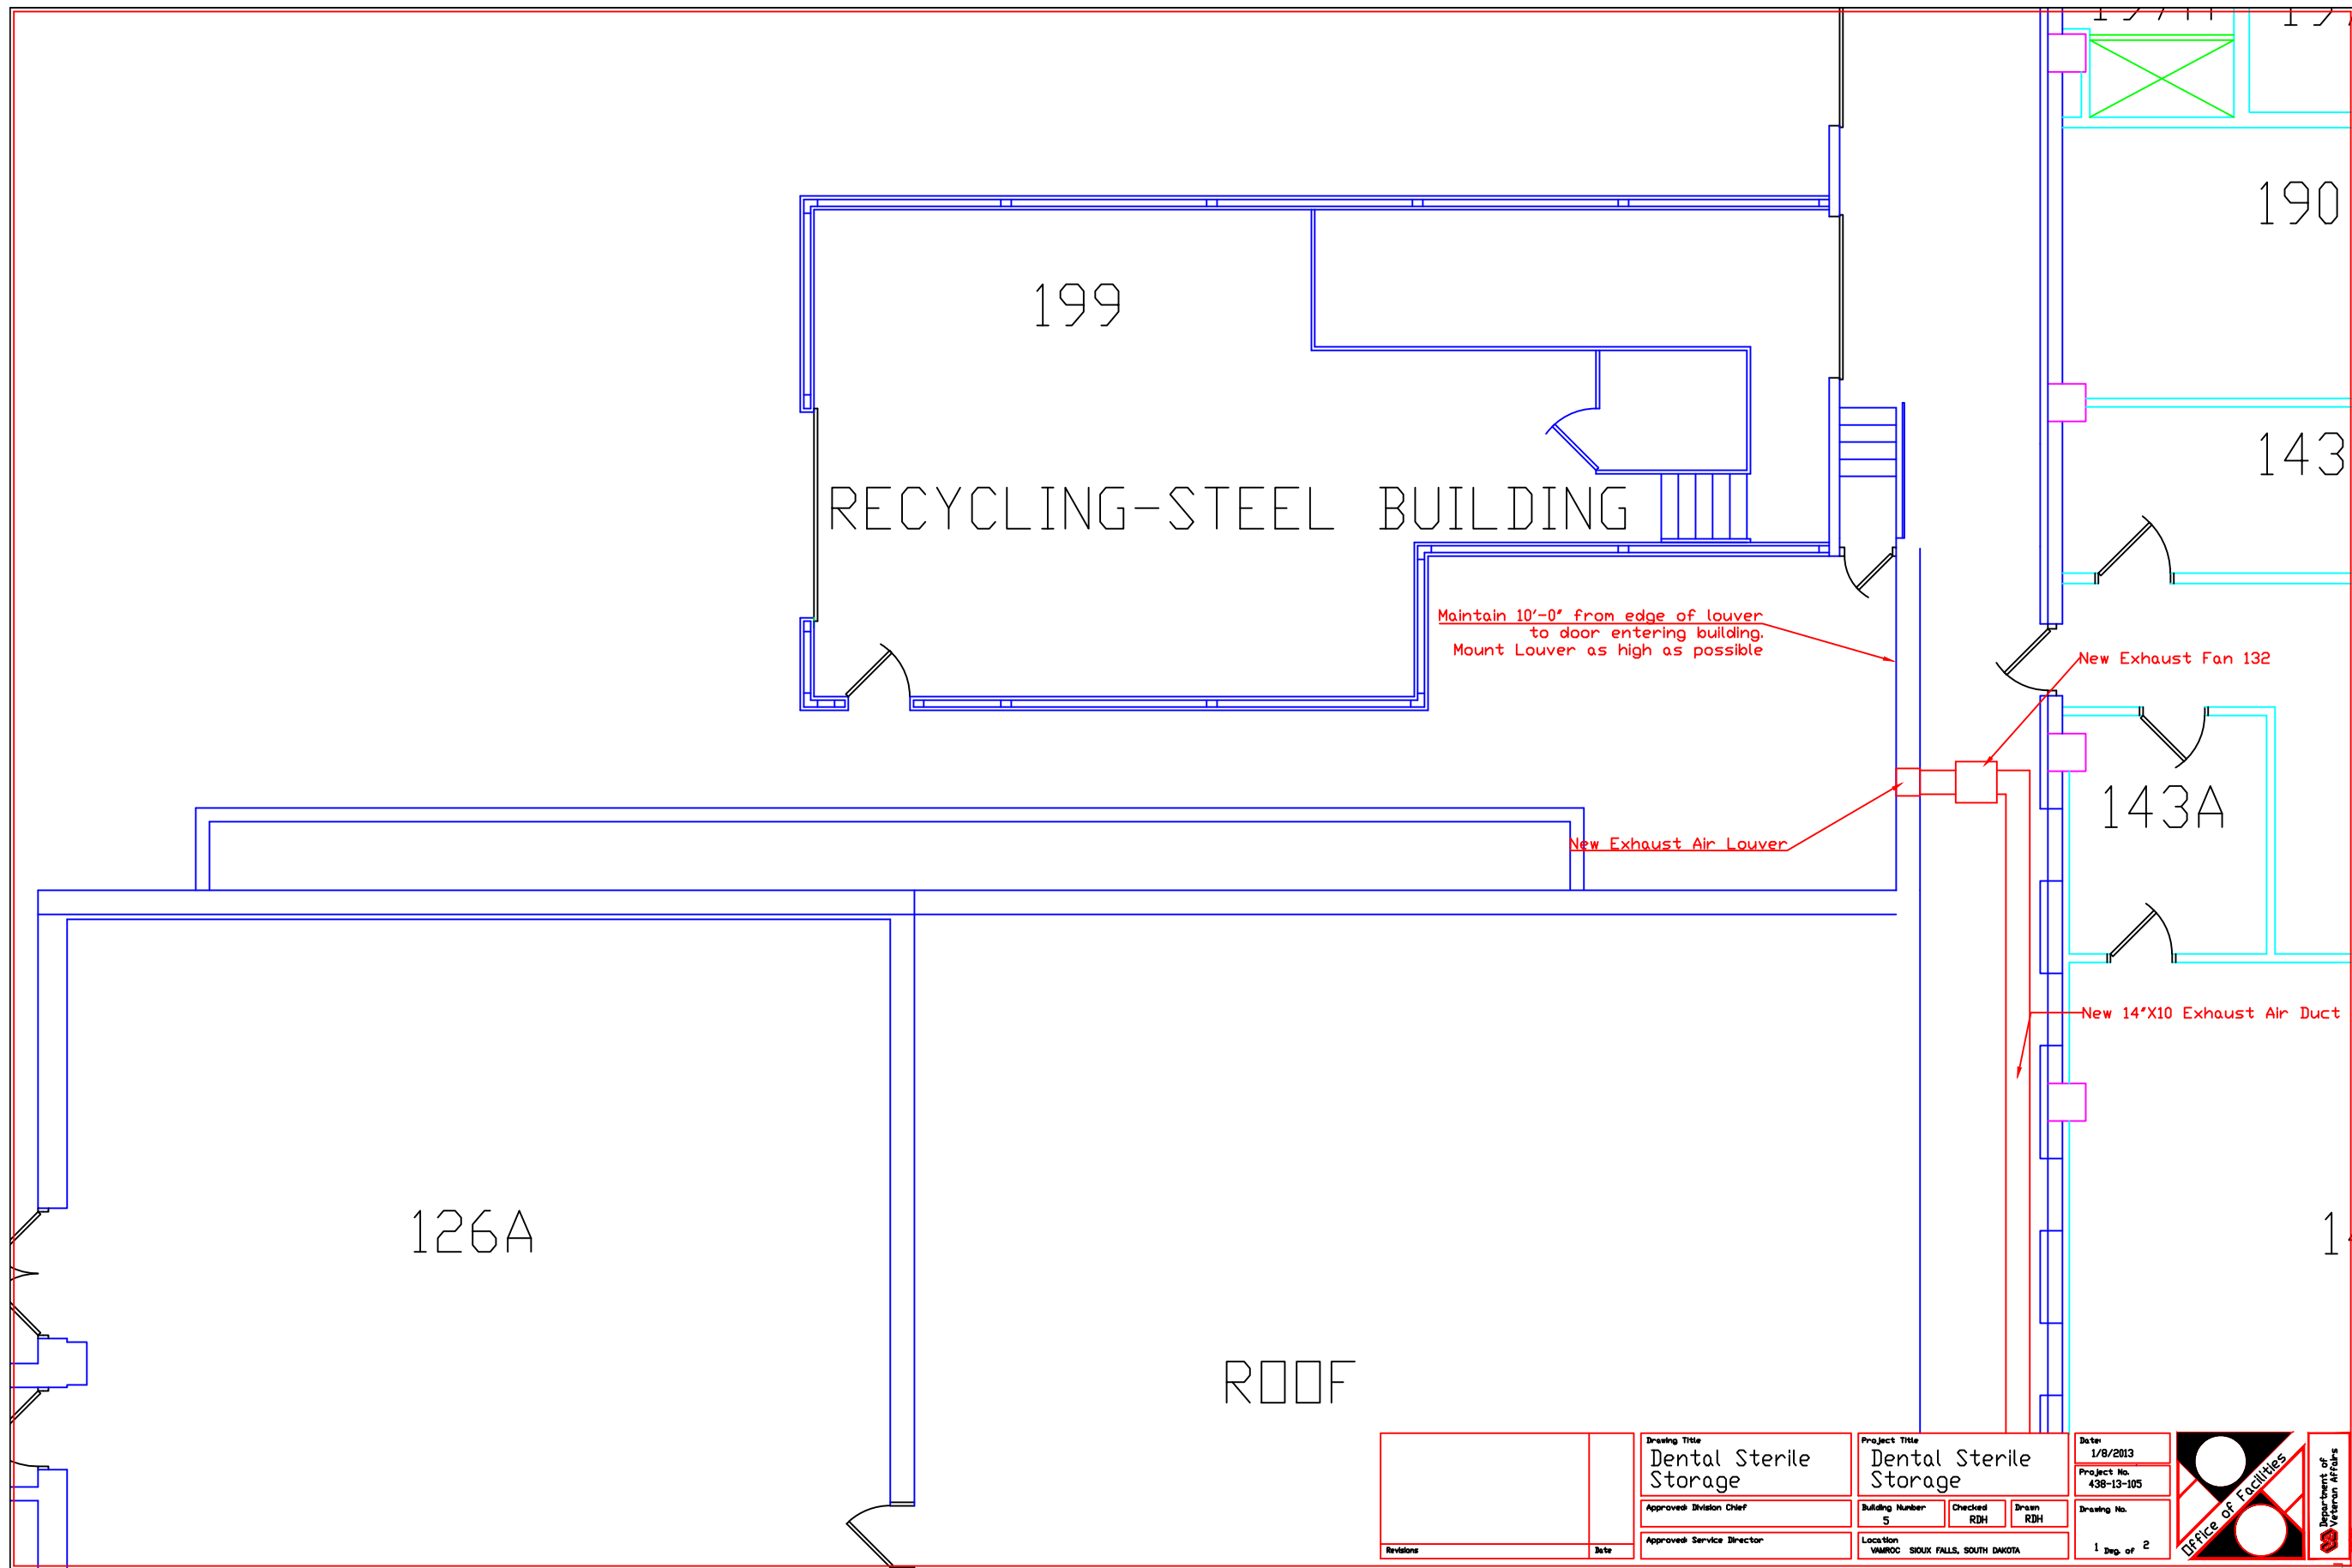 190
199
143
RECYCLING-STEEL BUILDING
Maintain 10'-0" from edge of louver
to door entering building.
Mount Louver as high as possible
New Exhaust Fan 132
143A
New Exhaust Air Louver
New 14"X10 Exhaust Air Duct
126A
ROOF
Revisions
Date
Drawing Title
Dental Sterile
Storage
Approved: Division Chief
Approved: Service Director
Project Title
Dental Sterile
Storage
Building Number
5
Checked
RDH
Drawn
RDH
Location
VAMROC SIOUX FALLS, SOUTH DAKOTA
Date:
1/8/2013
Project No.
438-13-105
Drawing No.
1 Dwg. of 2
Office of Facilities
Department of
Veteran Affairs